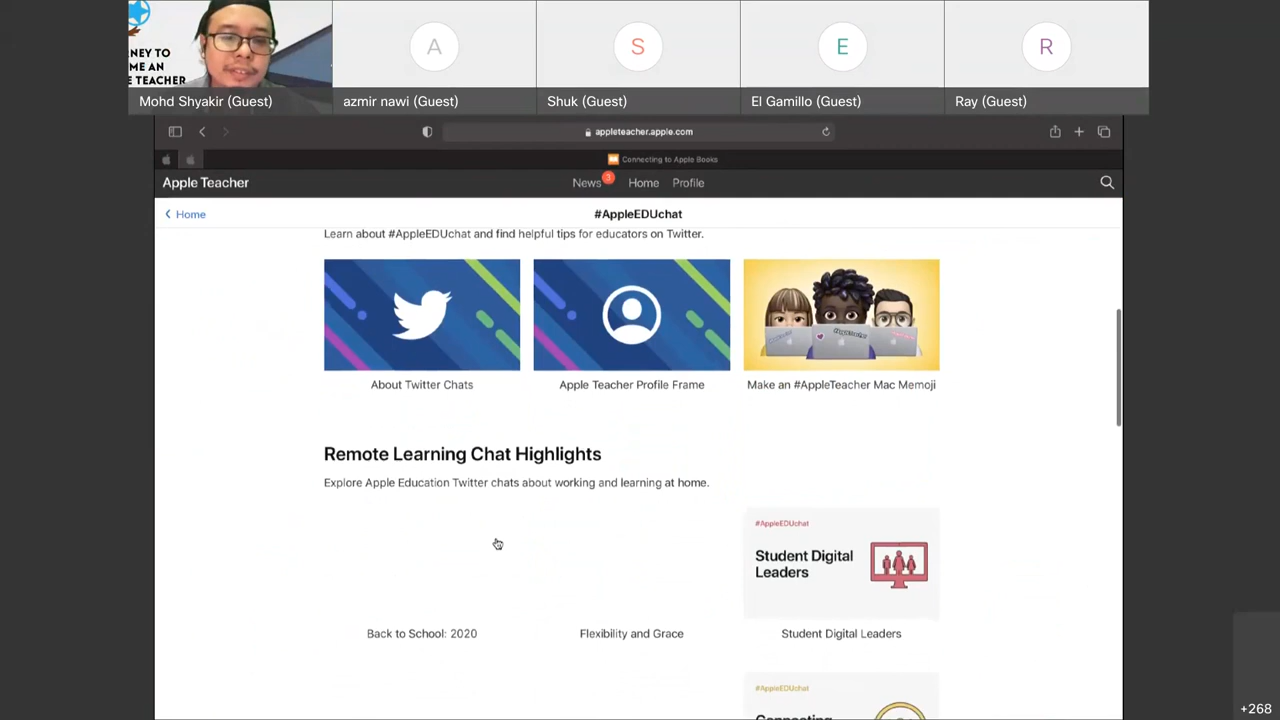 NEY TO
ME AN
E TEACHER
Mohd Shyakir (Guest)
A
azmir nawi (Guest)
S
Shuk (Guest)
E
El Gamillo (Guest)
R
Ray (Guest)
appleteacher.apple.com
Connecting to Apple Books
Apple Teacher
News
3
Home
Profile
Home
#AppleEDUchat
Learn about #AppleEDUchat and find helpful tips for educators on Twitter.
#AppleTeacher
About Twitter Chats
Apple Teacher Profile Frame
Make an #AppleTeacher Mac Memoji
Remote Learning Chat Highlights
Explore Apple Education Twitter chats about working and learning at home.
#AppleEDUchat
Student Digital
Leaders
Back to School: 2020
Flexibility and Grace
Student Digital Leaders
#AppleEDUchat
Connecting
+268